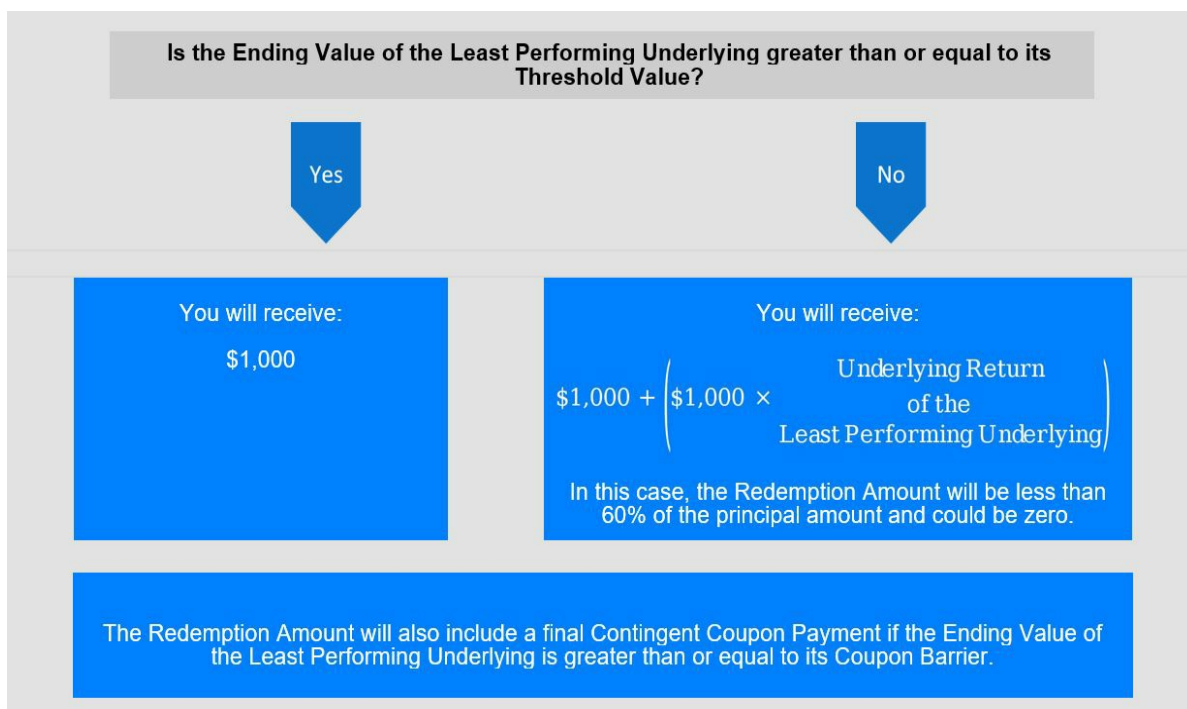 Is the Ending Value of the Least Performing Underlying greater than or equal to its
Threshold Value?
Yes
No
You will receive:
$1,000
You will receive:
$1,000 + ($1,000 × Underlying Return
of the
Least Performing Underlying)
In this case, the Redemption Amount will be less than
60% of the principal amount and could be zero.
The Redemption Amount will also include a final Contingent Coupon Payment if the Ending Value of
the Least Performing Underlying is greater than or equal to its Coupon Barrier.